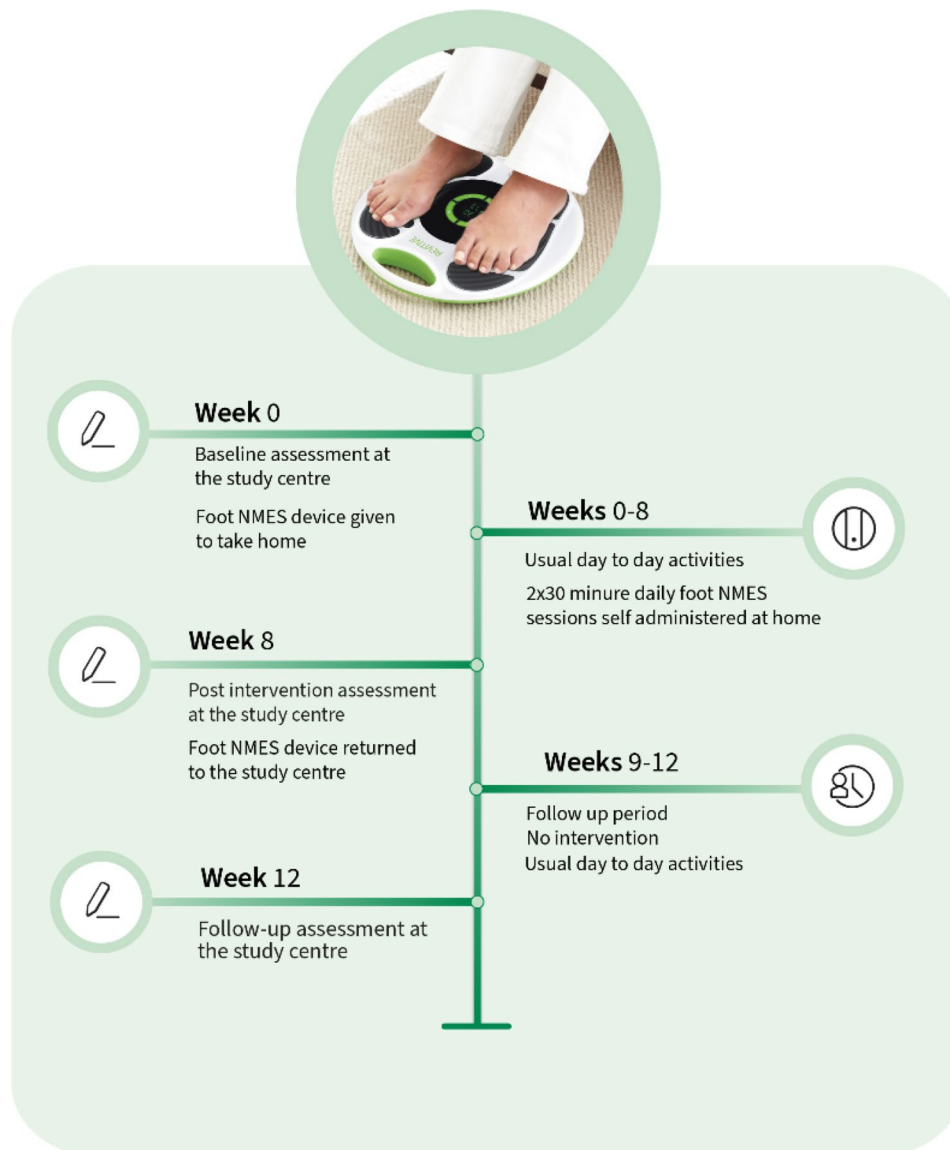 REVITIVE
Week 0
Baseline assessment at
the study centre
Foot NMES device given
to take home
Weeks 0-8
Usual day to day activities
2x30 minure daily foot NMES
sessions self administered at home
Week 8
Post intervention assessment
at the study centre
Foot NMES device returned
to the study centre
Weeks 9-12
Follow up period
No intervention
Usual day to day activities
Week 12
Follow-up assessment at
the study centre